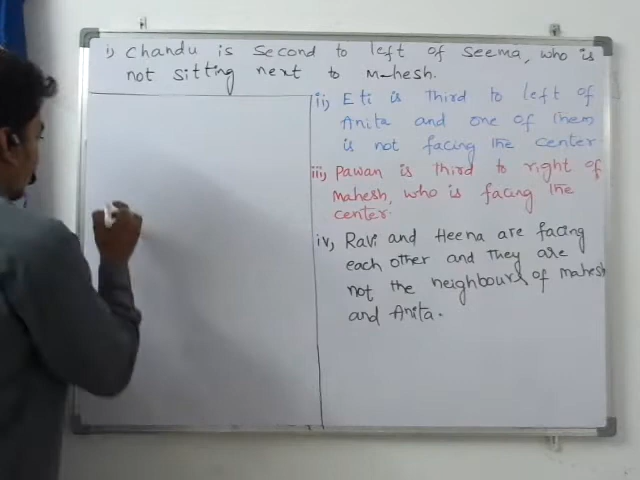 i) Chandu is second to left of Seema, who is
not sitting next to Mahesh.
ii) Eti is third to left of
Anita and one of them
is not facing the center
iii) Pawan is third to right of
Mahesh, who is facing the
center.
iv) Ravi and Heena are facing
each other and they are
not the neighbours of mahesh
and Anita.